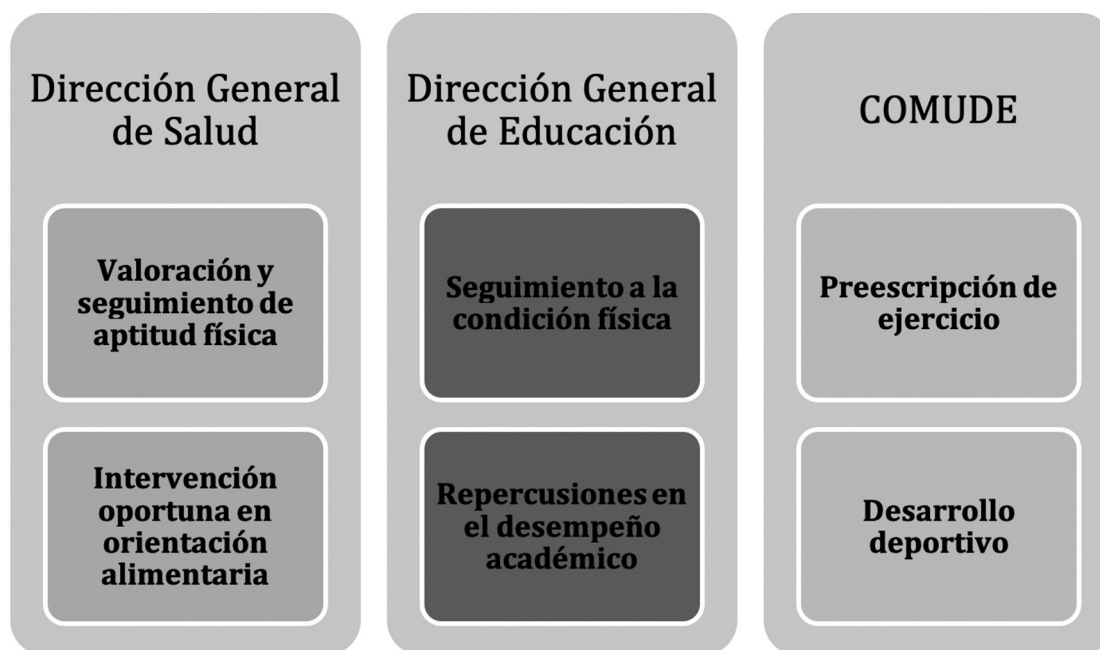 Dirección General
de Salud
Valoración y
seguimiento de
aptitud física
Intervención
oportuna en
orientación
alimentaria
Dirección General
de Educación
Seguimiento a la
condición física
Repercusiones en
el desempeño
académico
COMUDE
Preescripción de
ejercicio
Desarrollo
deportivo